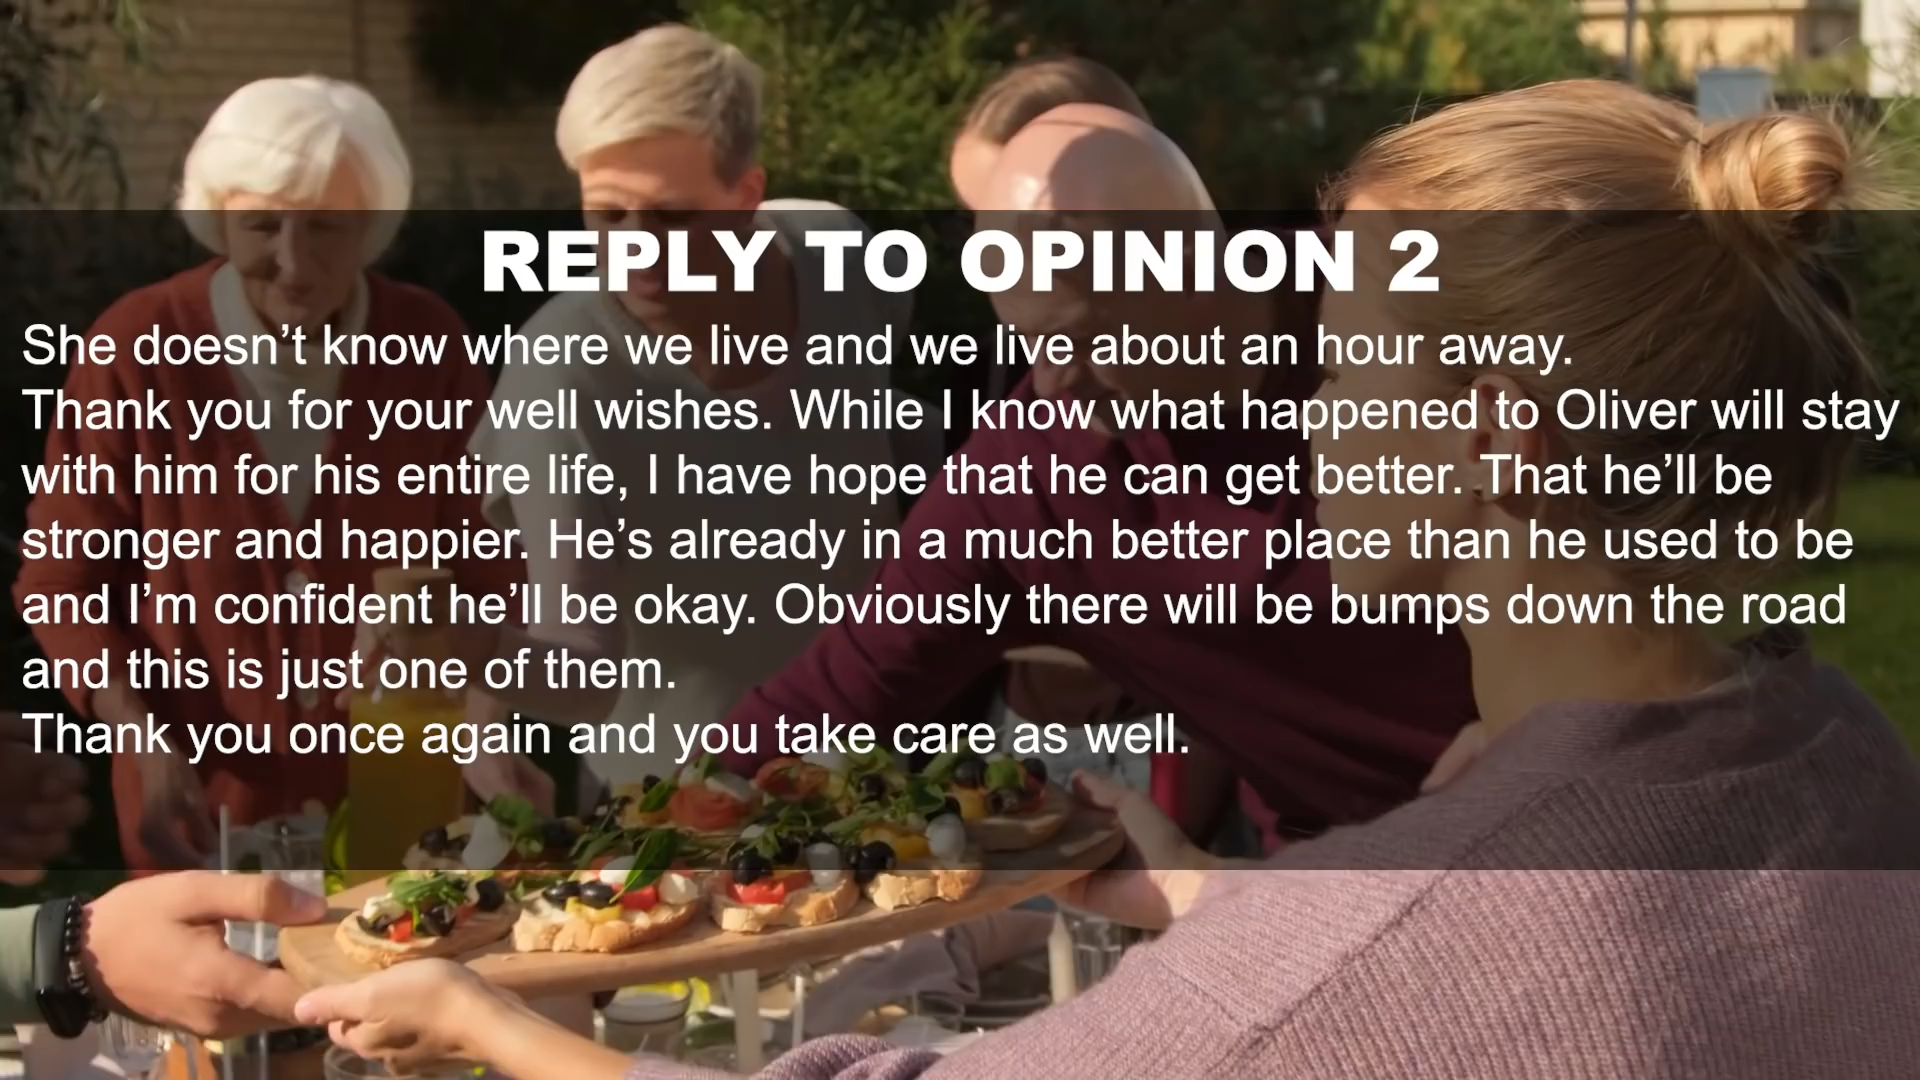 REPLY TO OPINION 2
She doesn’t know where we live and we live about an hour away.
Thank you for your well wishes. While I know what happened to Oliver will stay
with him for his entire life, I have hope that he can get better. That he’ll be
stronger and happier. He’s already in a much better place than he used to be
and I’m confident he’ll be okay. Obviously there will be bumps down the road
and this is just one of them.
Thank you once again and you take care as well.